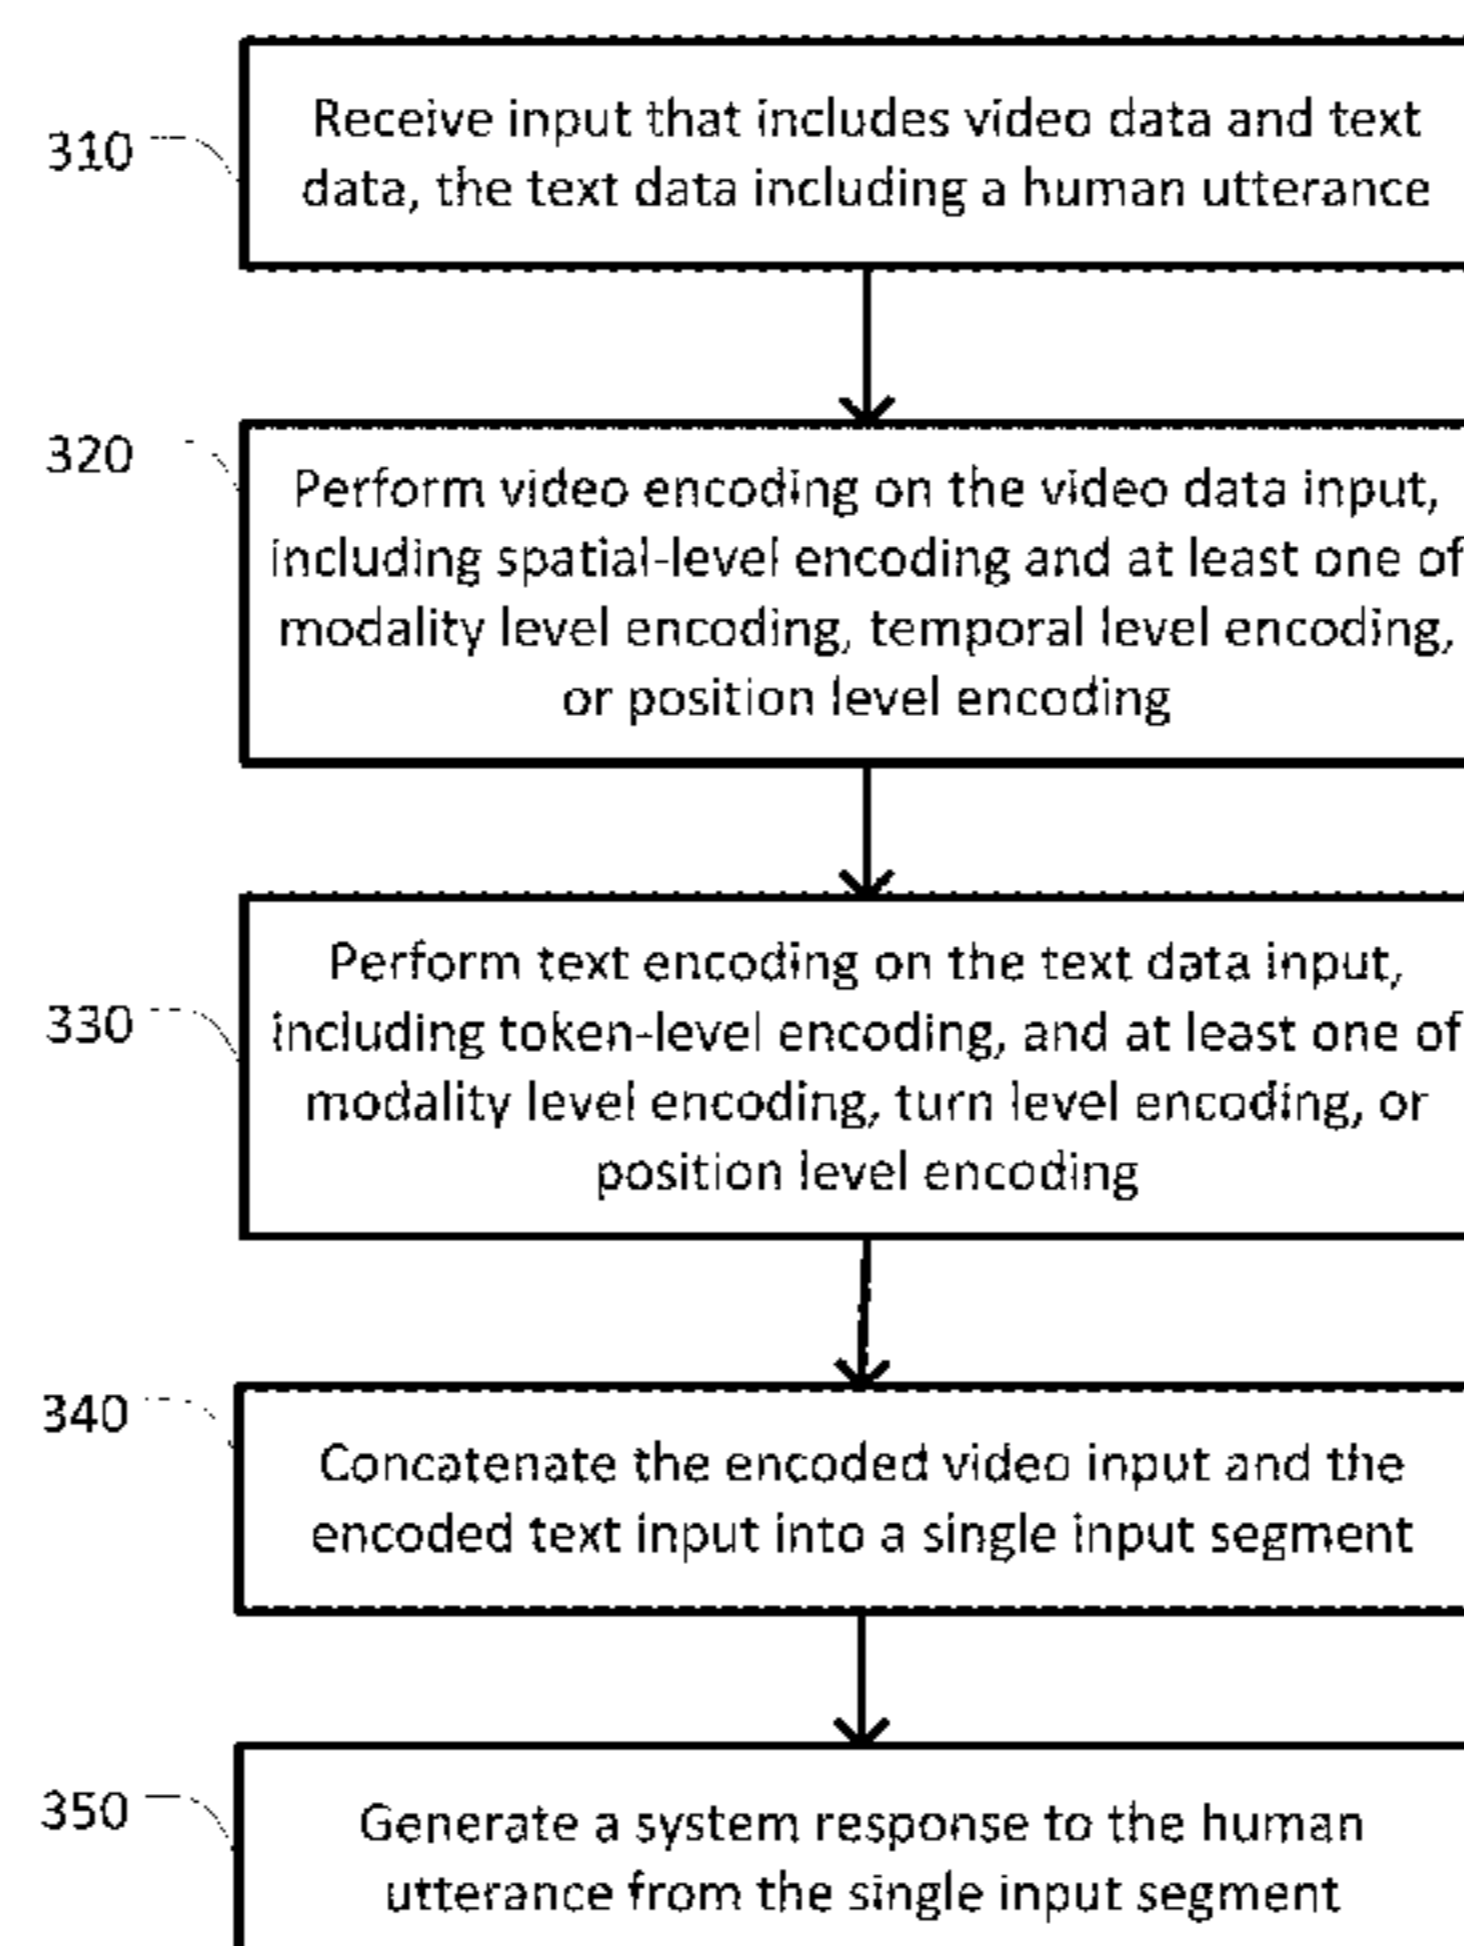 310
Receive input that includes video data and text
data, the text data including a human utterance
320
Perform video encoding on the video data input,
including spatial-level encoding and at least one of
modality level encoding, temporal level encoding,
or position level encoding
330
Perform text encoding on the text data input,
including token-level encoding, and at least one of
modality level encoding, turn level encoding, or
position level encoding
340
Concatenate the encoded video input and the
encoded text input into a single input segment
350
Generate a system response to the human
utterance from the single input segment